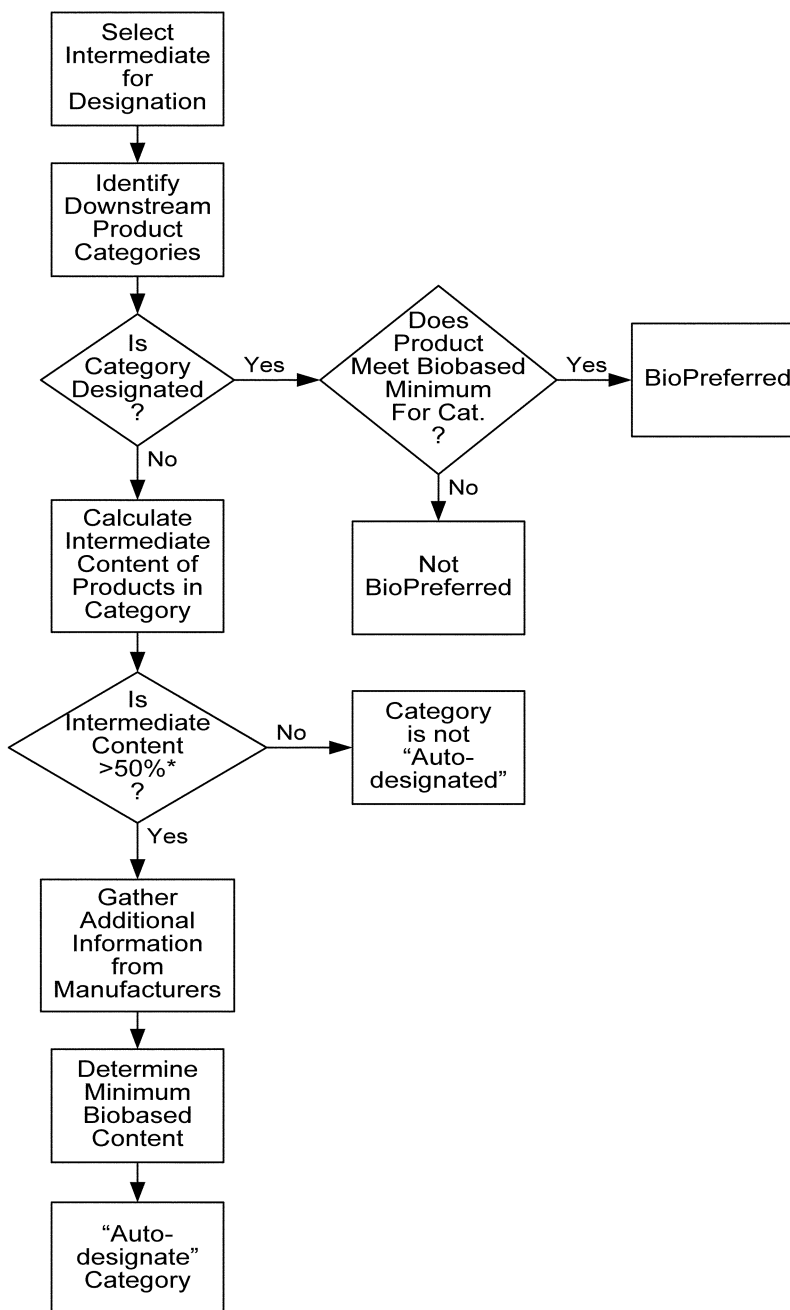 Select
Intermediate
for
Designation
Identify
Downstream
Product
Categories
Is
Category
Designated
?
Yes
Does
Product
Meet Biobased
Minimum
For Cat.
?
Yes
BioPreferred
No
No
Not
BioPreferred
Calculate
Intermediate
Content of
Products in
Category
Is
Intermediate
Content
>50%*
?
No
Category
is not
“Auto-
designated”
Yes
Gather
Additional
Information
from
Manufacturers
Determine
Minimum
Biobased
Content
“Auto-
designate”
Category